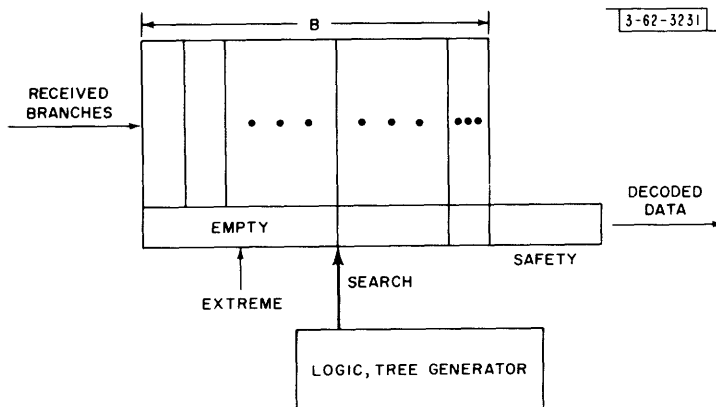 B
3-62-3231
RECEIVED
BRANCHES
DECODED
DATA
EMPTY
SAFETY
SEARCH
EXTREME
LOGIC, TREE GENERATOR